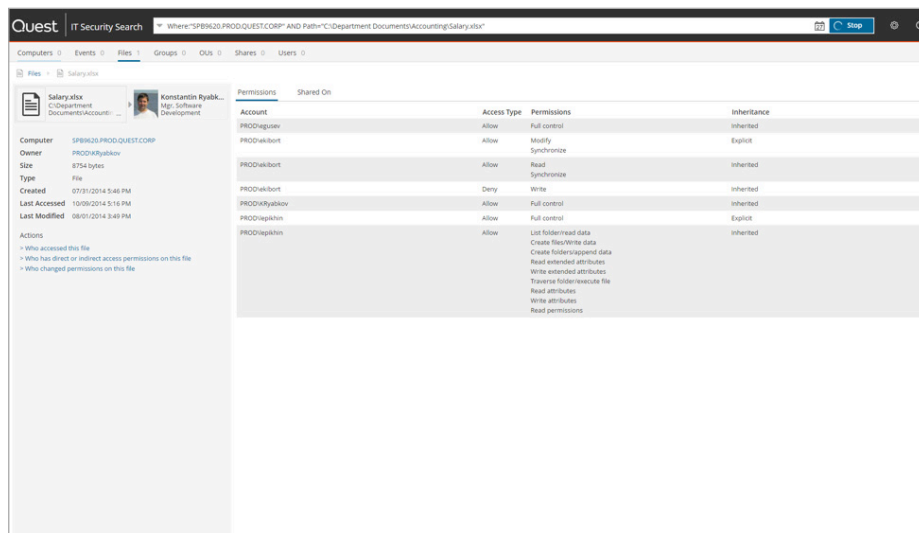 Quest IT Security Search
Where:"SPB9620.PROD.QUEST.CORP" AND Path="C:\Department Documents\Accounting\Salary.xlsx"
Stop
Computers 0 Events 0 Files 1 Groups 0 OUs 0 Shares 0 Users 0
Files > Salary.xlsx
Salary.xlsx
C:\Department
Documents\Accounti... ...
Konstantin Ryabk...
Mgr. Software
Development
Computer SPB9620.PROD.QUEST.CORP
Owner PROD\KRyabkov
Size 8754 bytes
Type File
Created 07/31/2014 5:46 PM
Last Accessed 10/09/2014 5:16 PM
Last Modified 08/01/2014 3:49 PM
Actions
> Who accessed this file
> Who has direct or indirect access permissions on this file
> Who changed permissions on this file
Permissions Shared On
Account Access Type Permissions Inheritance
PROD\egusev Allow Full control Inherited
PROD\ekibort Allow Modify Explicit
Synchronize
PROD\ekibort Allow Read Inherited
Synchronize
PROD\ekibort Deny Write Inherited
PROD\KRyabkov Allow Full control Inherited
PROD\lepikhin Allow Full control Explicit
PROD\lepikhin Allow List folder/read data Inherited
Create files/Write data
Create folders/append data
Read extended attributes
Write extended attributes
Traverse folder/execute file
Read attributes
Write attributes
Read permissions